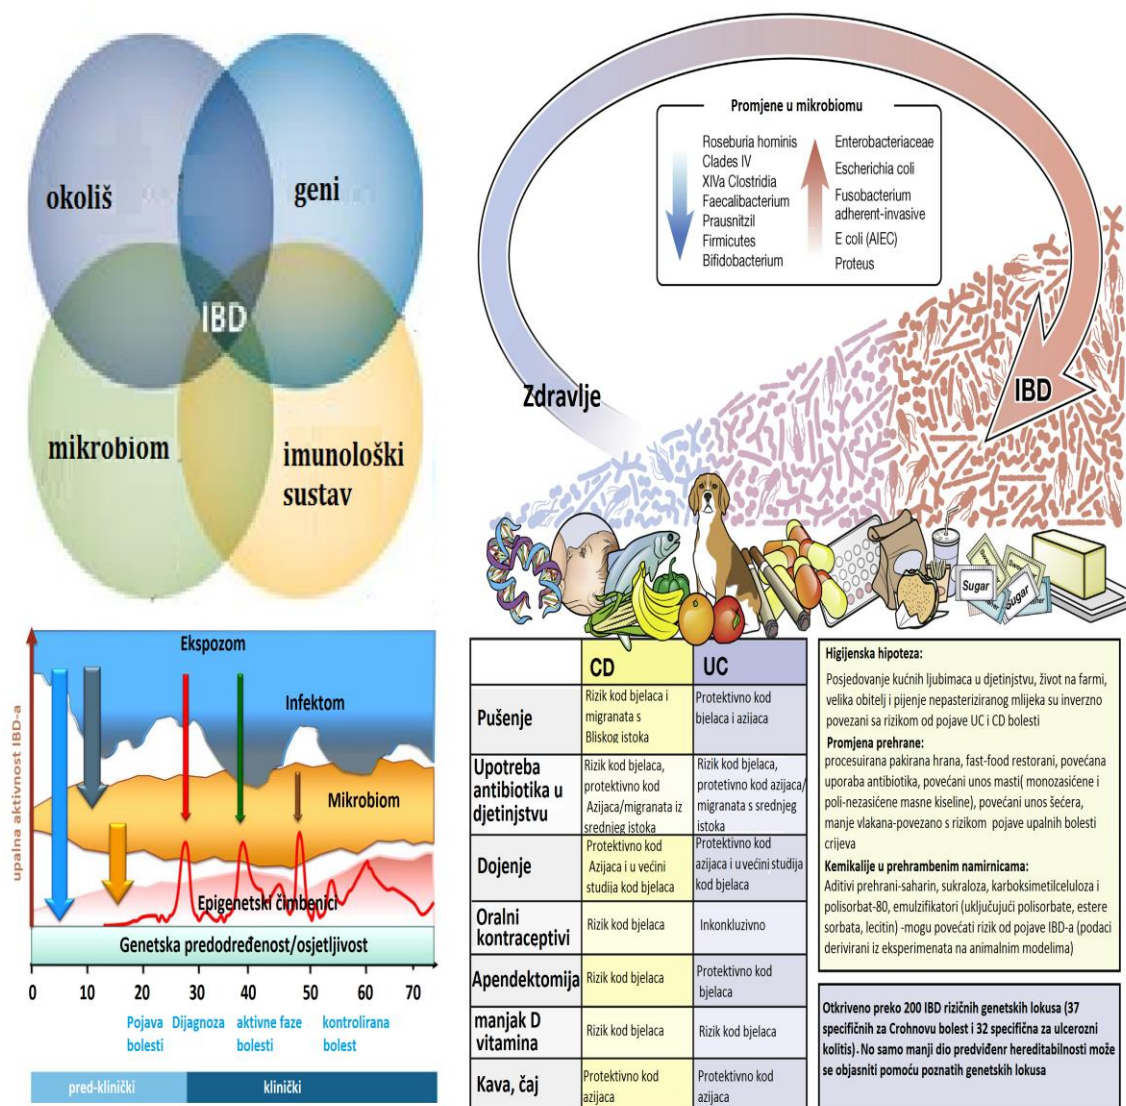 okoliš
geni
IBD
mikrobiom
imunološki
sustav
Promjene u mikrobiomu
Roseburia hominis
Clades IV
XIVa Clostridia
Faecalibacterium
Prausnitzil
Firmicutes
Bifidobacterium
Enterobacteriaceae
Escherichia coli
Fusobacterium
adherent-invasive
E coli (AIEC)
Proteus
Zdravlje
IBD
Sugar
Sugar
upalna aktivnost IBD-a
Ekspozom
Infektom
Mikrobiom
Epigenetski čimbenici
Genetska predodređenost/osjetljivost
0 10 20 30 40 50 60 70
Pojava
bolesti
Dijagnoza
aktivne faze
bolesti
kontrolirana
bolest
pred-klinički
klinički
CD
UC
Pušenje
Rizik kod bjelaca i
migranata s
Bliskog istoka
Protektivno kod
bjelaca i azijaca
Upotreba
antibiotika u
djetinjstvu
Rizik kod bjelaca,
protektivno kod
Azijaca/migranata iz
srednjeg istoka
Rizik kod bjelaca,
protetivno kod azijaca/
migranata s srednjeg
istoka
Dojenje
Protektivno kod
Azijaca i u većini
studija kod bjelaca
Protektivno kod
azijaca i u većini studija
kod bjelaca
Oralni
kontraceptivi
Rizik kod bjelaca
Inkonkluzivno
Apendektomija
Rizik kod bjelaca
Protektivno kod
bjelaca
manjak D
vitamina
Rizik kod bjelaca
Rizik kod bjelaca
Kava, čaj
Protektivno kod
azijaca
Protektivno kod
azijaca
Higijenska hipoteza:
Posjedovanje kućnih ljubimaca u djetinjstvu, život na farmi,
velika obitelj i pijenje nepasteriziranog mlijeka su inverzno
povezani sa rizikom od pojave UC i CD bolesti
Promjena prehrane:
procesuirana pakirana hrana, fast-food restorani, povećana
uporaba antibiotika, povećani unos masti( monozasićene i
poli-nezasićene masne kiseline), povećani unos šećera,
manje vlakana-povezano s rizikom pojave upalnih bolesti
crijeva
Kemikalije u prehrambenim namirnicama:
Aditivi prehrani-saharin, sukraloza, karboksimetilceluloza i
polisorbat-80, emulzifikatori (uključujući polisorbate, estere
sorbata, lecitin) -mogu povećati rizik od pojave IBD-a (podaci
derivirani iz eksperimenata na animalnim modelima)
Otkriveno preko 200 IBD rizičnih genetskih lokusa (37
specifičnih za Crohnovu bolest i 32 specifična za ulcerozni
kolitis). No samo manji dio predviđenr hereditabilnosti može
se objasniti pomoću poznatih genetskih lokusa